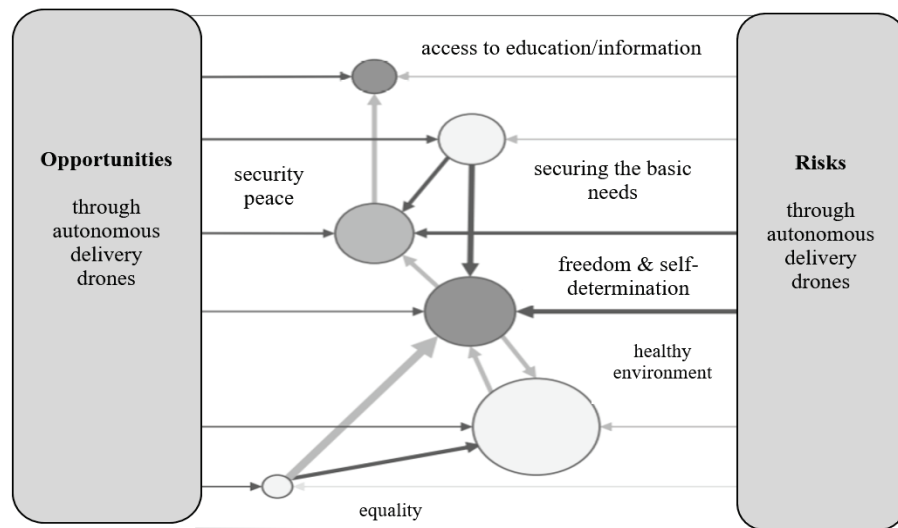 access to education/information
Opportunities
through
autonomous
delivery
drones
security
peace
securing the basic
needs
Risks
through
autonomous
delivery
drones
freedom & self-
determination
healthy
environment
equality